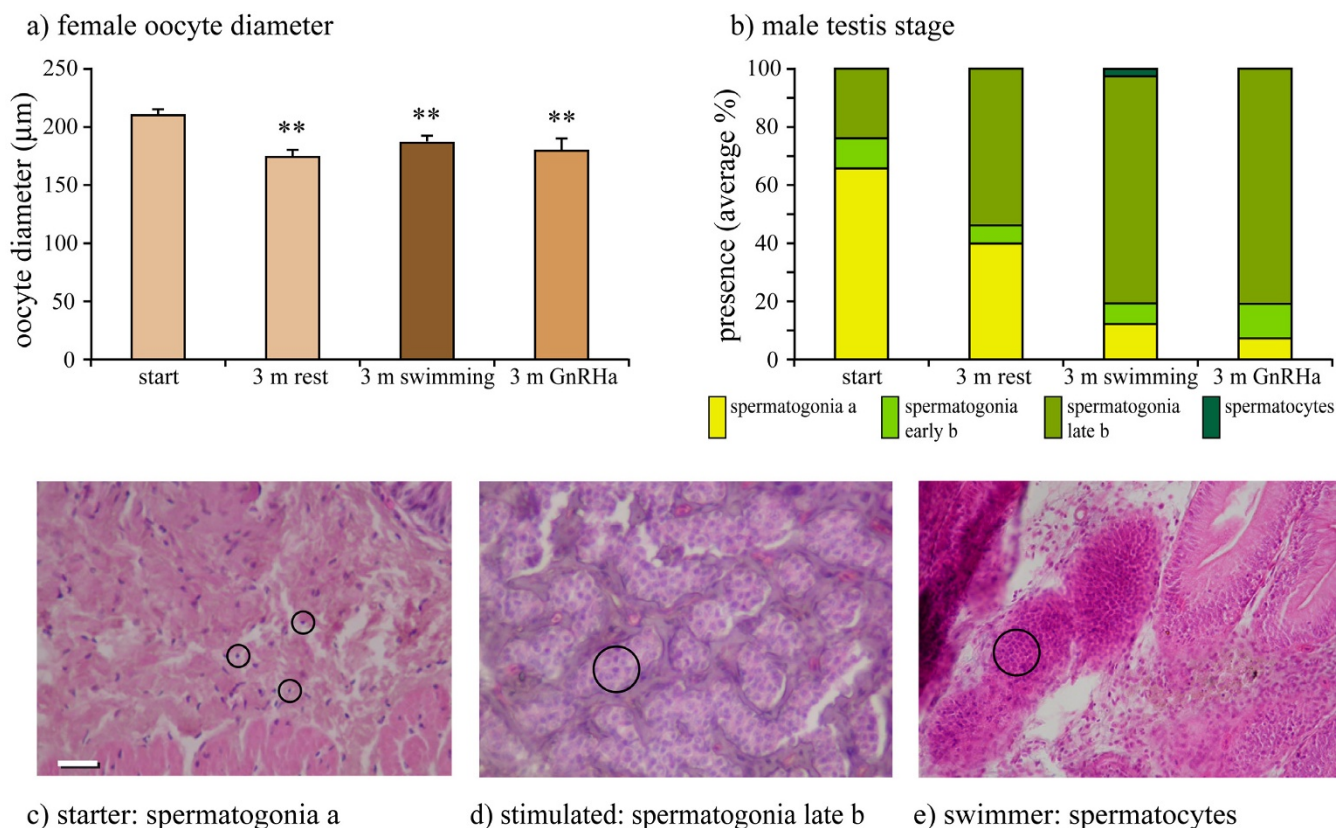 a) female oocyte diameter
250
200
150
100
50
0
oocyte diameter (µm)
**
**
**
start
3 m rest
3 m swimming
3 m GnRHa
b) male testis stage
100
80
60
40
20
0
presence (average %)
start
3 m rest
3 m swimming
3 m GnRHa
spermatogonia a
spermatogonia
early b
spermatogonia
late b
spermatocytes
c) starter: spermatogonia a
d) stimulated: spermatogonia late b
e) swimmer: spermatocytes